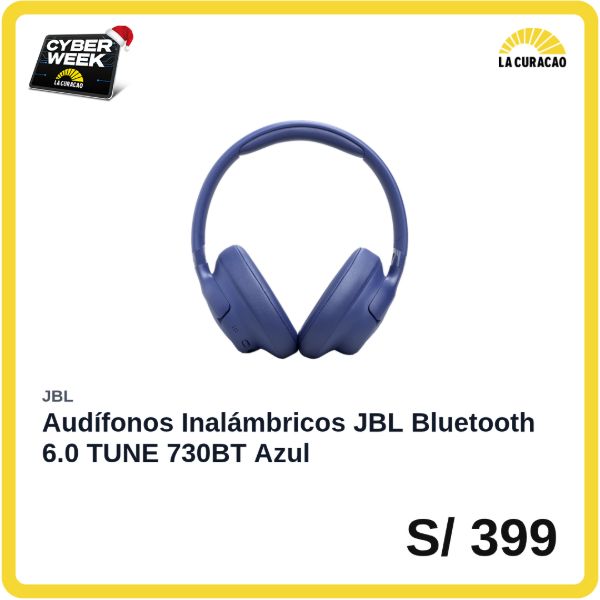 CYBER
WEEK
LA CURACAO
LA CURACAO
JBL
Audífonos Inalámbricos JBL Bluetooth
6.0 TUNE 730BT Azul
S/ 399